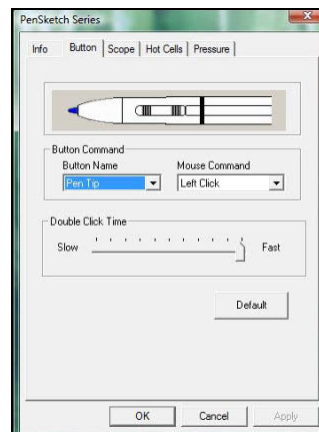 PenSketch Series
Info Button Scope Hot Cells Pressure
Button Command
Button Name Mouse Command
Pen Tip Left Click
Double Click Time
Slow Fast
Default
OK Cancel Apply